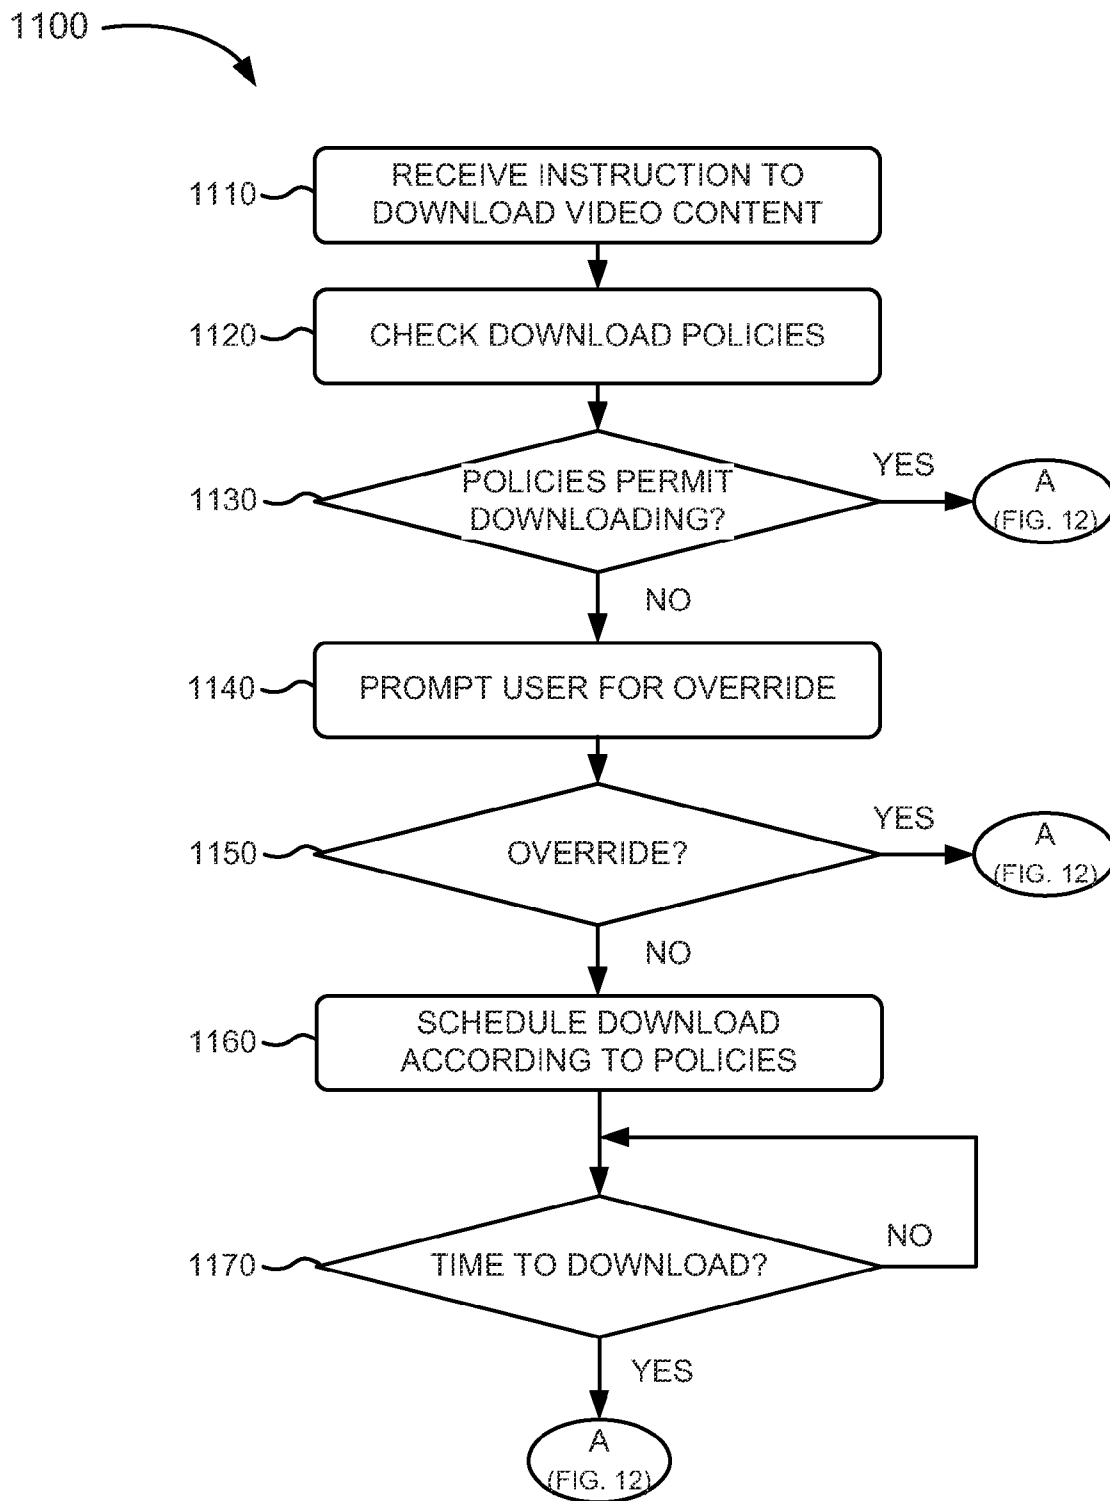 1100
1110
RECEIVE INSTRUCTION TO
DOWNLOAD VIDEO CONTENT
1120
CHECK DOWNLOAD POLICIES
1130
POLICIES PERMIT
DOWNLOADING?
YES
A
(FIG. 12)
NO
1140
PROMPT USER FOR OVERRIDE
1150
OVERRIDE?
YES
A
(FIG. 12)
NO
1160
SCHEDULE DOWNLOAD
ACCORDING TO POLICIES
1170
TIME TO DOWNLOAD?
NO
YES
A
(FIG. 12)